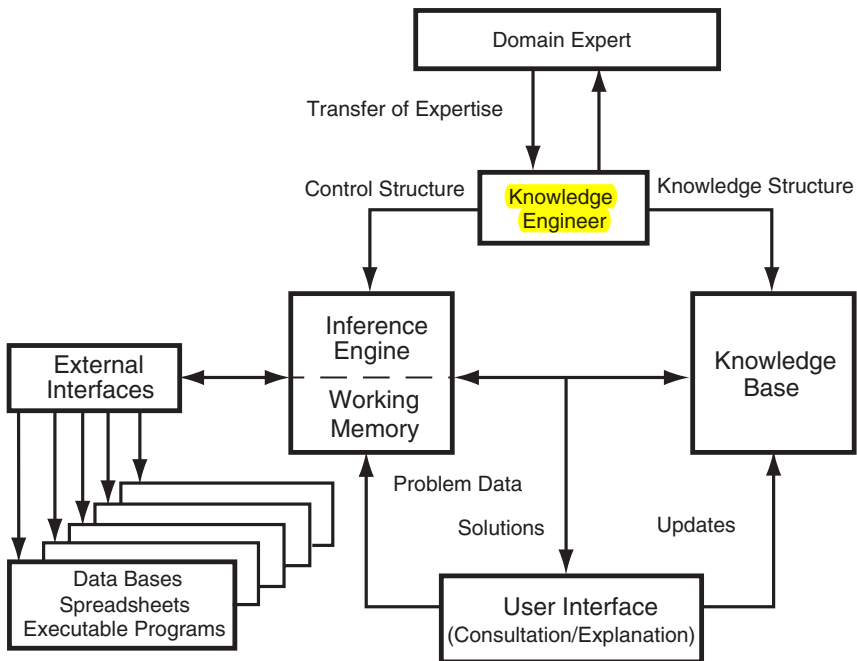 Domain Expert
Transfer of Expertise
Control Structure
Knowledge Structure
Knowledge
Engineer
Inference
Engine
Working
Memory
External
Interfaces
Knowledge
Base
Problem Data
Solutions
Updates
Data Bases
Spreadsheets
Executable Programs
User Interface
(Consultation/Explanation)